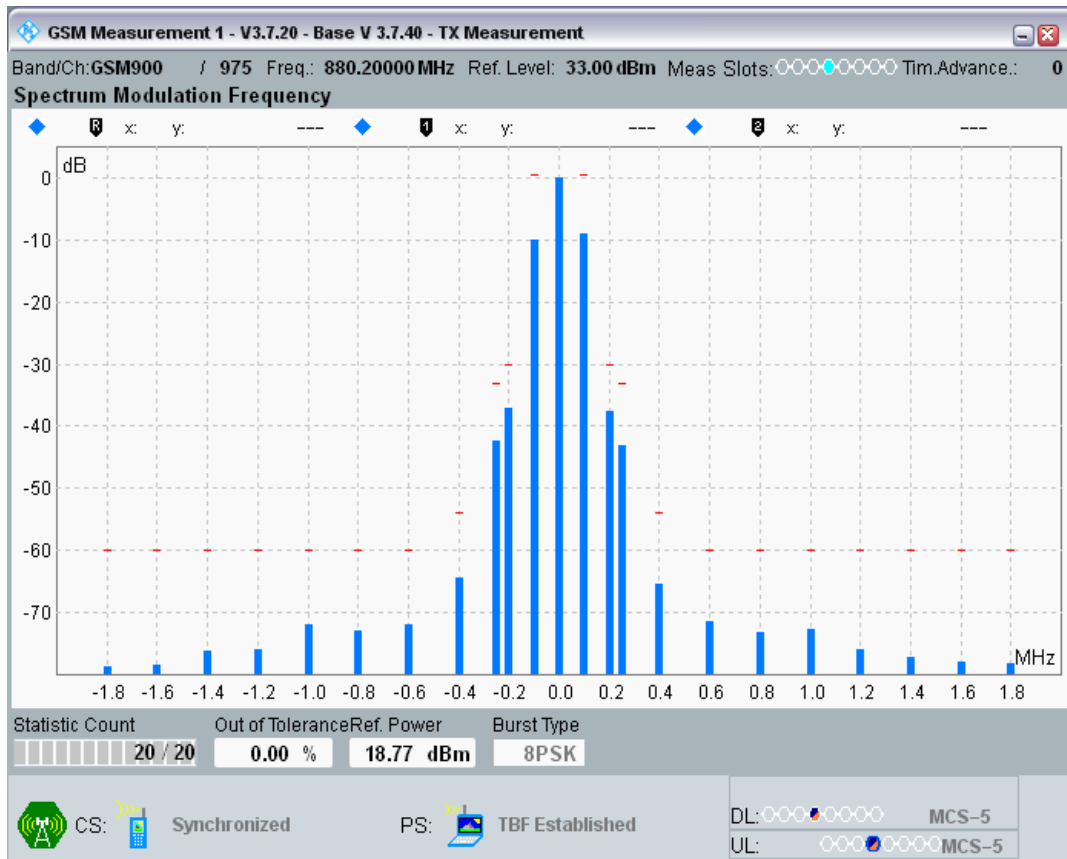 GSM Measurement 1 - V3.7.20 - Base V 3.7.40 - TX Measurement
Band/Ch:GSM900 / 975 Freq.: 880.20000 MHz Ref. Level: 33.00 dBm Meas Slots: Tim.Advance.: 0
Spectrum Modulation Frequency
R x: y: --- 1 x: y: --- 2 x: y: ---
dB
0
-10
-20
-30
-40
-50
-60
-70
MHz
-1.8 -1.6 -1.4 -1.2 -1.0 -0.8 -0.6 -0.4 -0.2 0.0 0.2 0.4 0.6 0.8 1.0 1.2 1.4 1.6 1.8
Statistic Count Out of Tolerance Ref. Power Burst Type
20 / 20 0.00 % 18.77 dBm 8PSK
CS: Synchronized PS: TBF Established
DL: MCS-5
UL: MCS-5